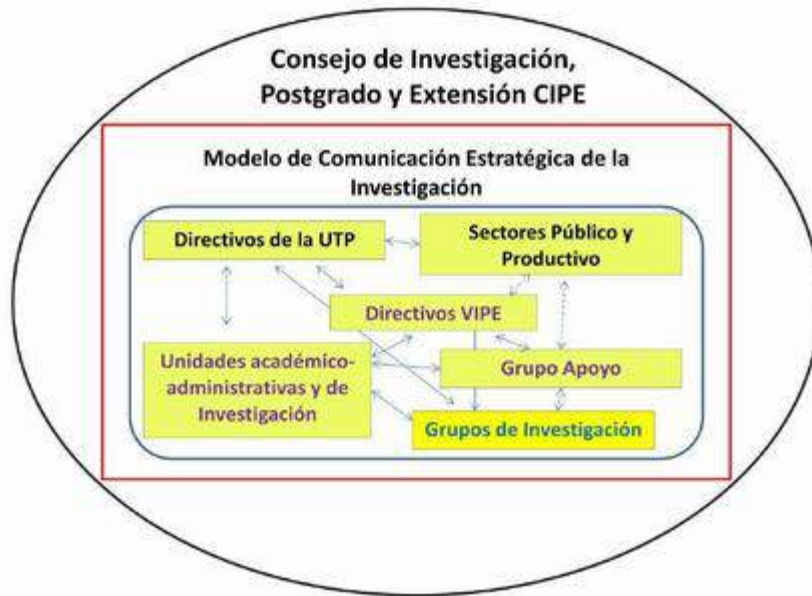 Consejo de Investigación,
Postgrado y Extensión CIPE
Modelo de Comunicación Estratégica de la
Investigación
Directivos de la UTP
Sectores Público y
Productivo
Directivos VIPE
Unidades académico-
administrativas y de
Investigación
Grupo Apoyo
Grupos de Investigación